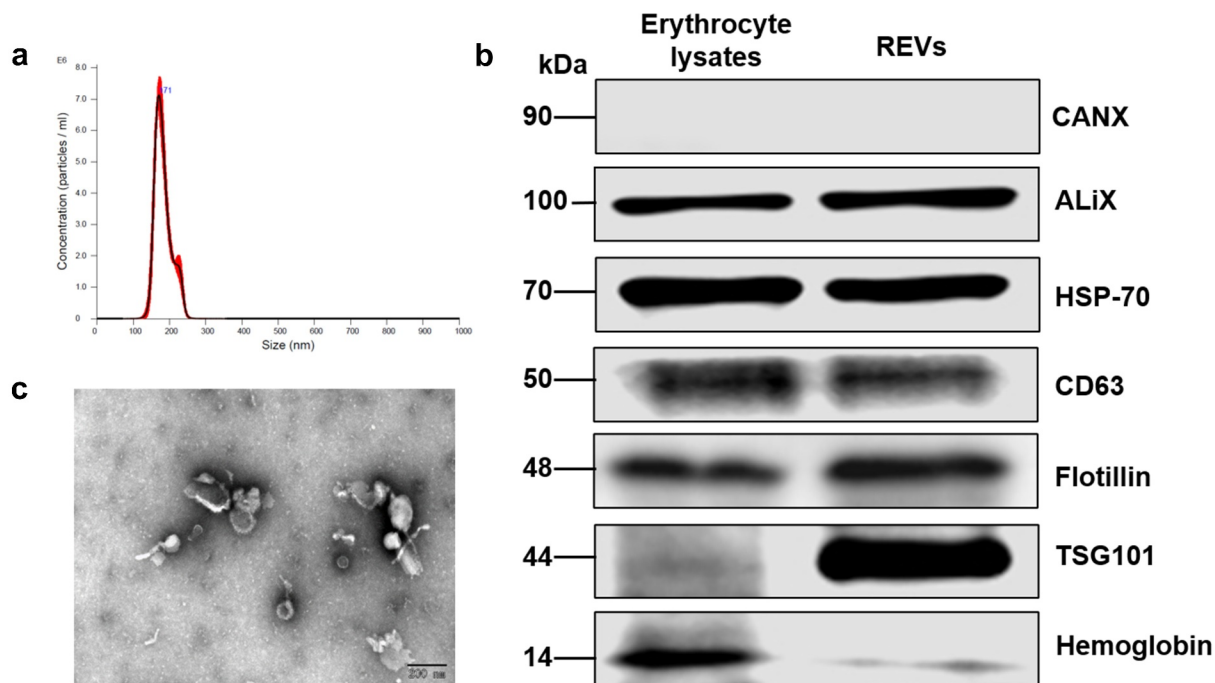 a
E6
8.0
7.0
6.0
5.0
4.0
3.0
2.0
1.0
0
171
0 100 200 300 400 500 600 700 800 900 1000
Concentration (particles / ml)
Size (nm)
b
Erythrocyte
lysates
REVs
kDa
90 CANX
100 ALiX
70 HSP-70
50 CD63
48 Flotillin
44 TSG101
14 Hemoglobin
c
200 nm